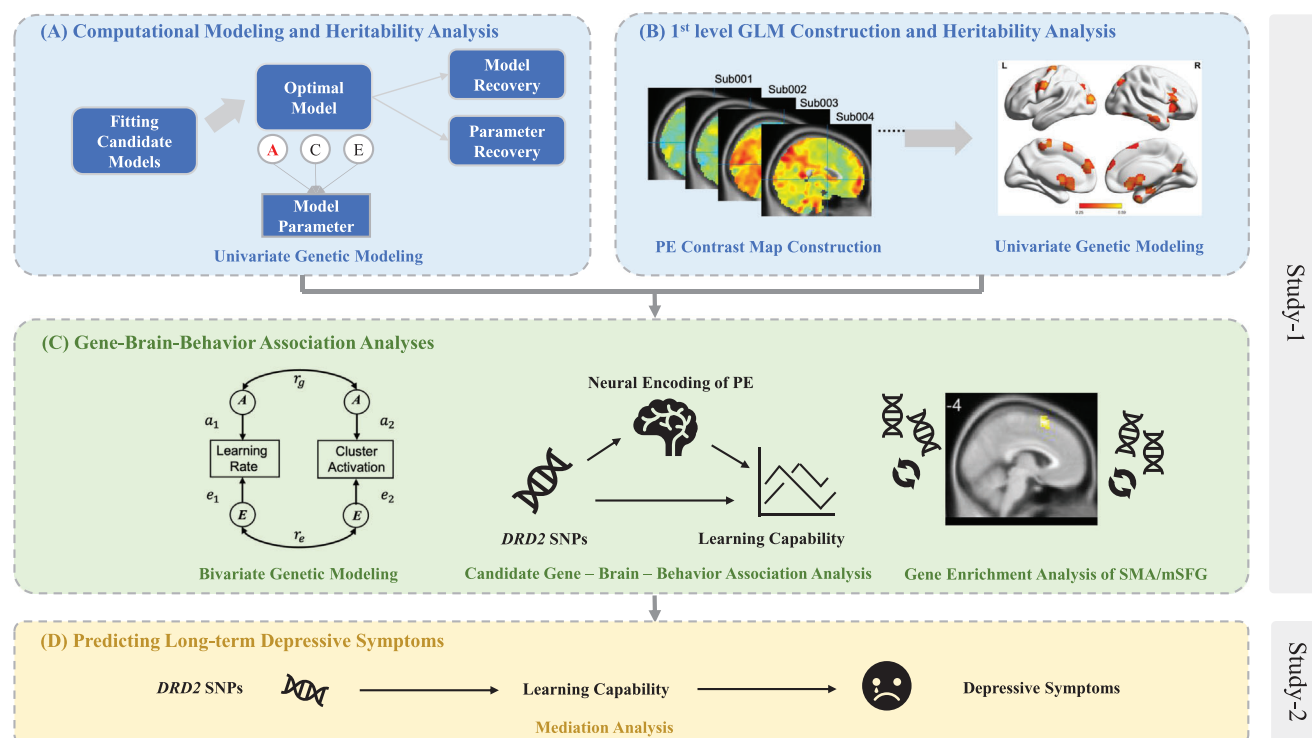 (A) Computational Modeling and Heritability Analysis
Fitting
Candidate
Models
Optimal
Model
Model
Recovery
Parameter
Recovery
A C E
Model
Parameter
Univariate Genetic Modeling
(B) 1st level GLM Construction and Heritability Analysis
Sub001
Sub002
Sub003
Sub004
L R
0.25 0.50
PE Contrast Map Construction
Univariate Genetic Modeling
Study-1
(C) Gene-Brain-Behavior Association Analyses
rg
A A
a1 a2
Learning
Rate
Cluster
Activation
e1 e2
E E
re
Bivariate Genetic Modeling
Neural Encoding of PE
DRD2 SNPs
Learning Capability
Candidate Gene – Brain – Behavior Association Analysis
-4
Gene Enrichment Analysis of SMA/mSFG
(D) Predicting Long-term Depressive Symptoms
DRD2 SNPs
Learning Capability
Depressive Symptoms
Mediation Analysis
Study-2